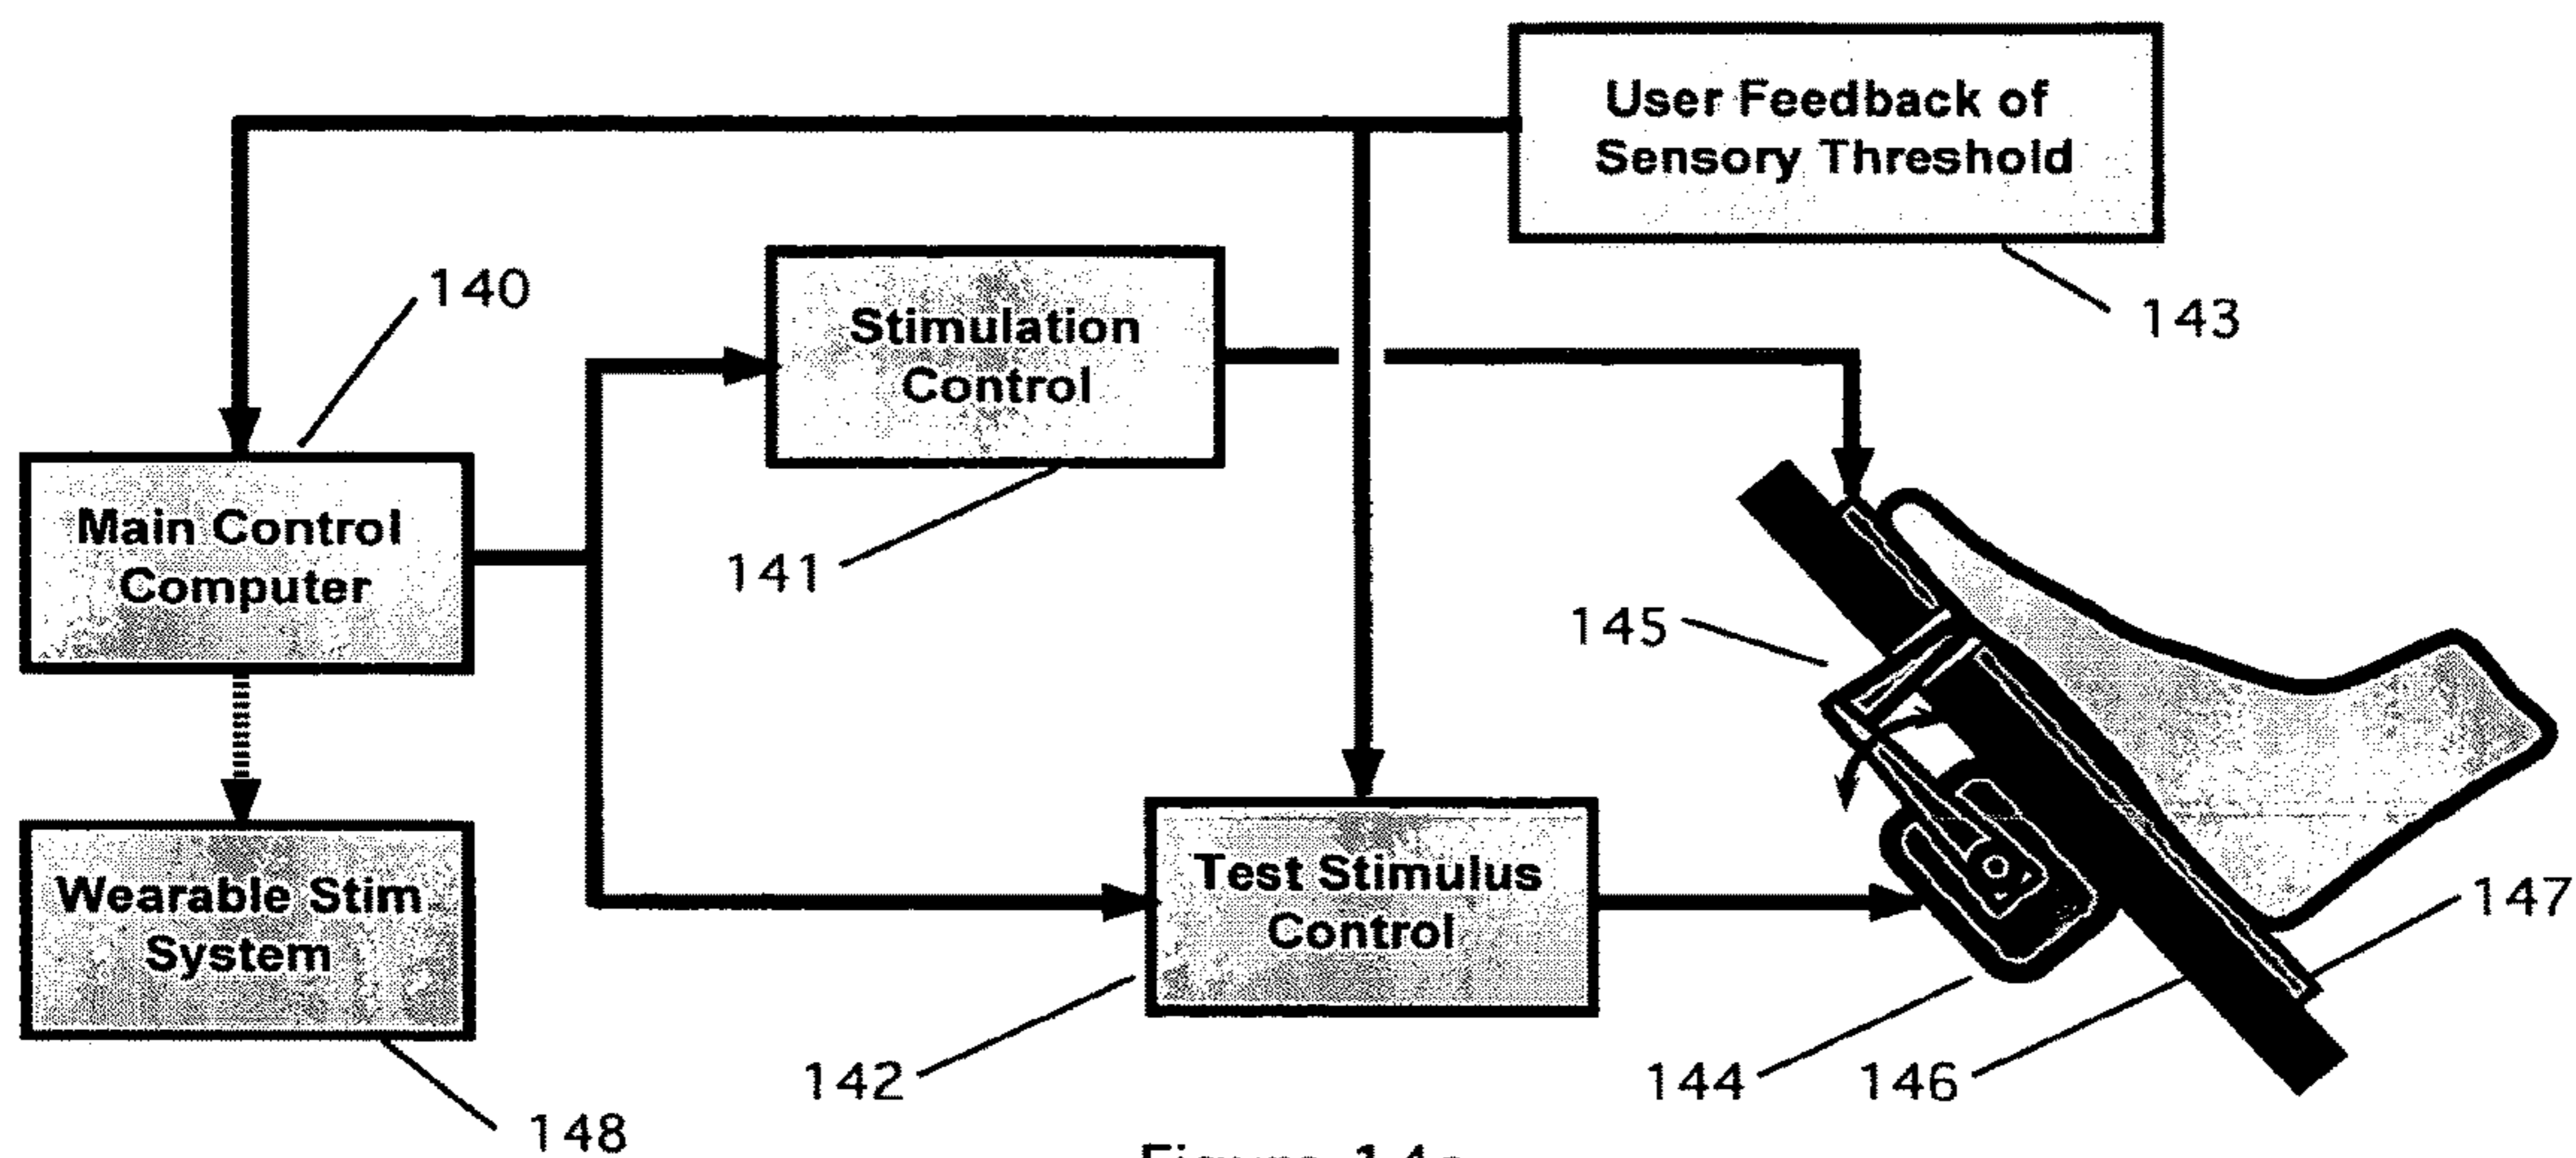 User Feedback of
Sensory Threshold
140
143
Stimulation
Control
141
Main Control
Computer
145
Test Stimulus
Control
Wearable Stim
System
147
142
144
146
148